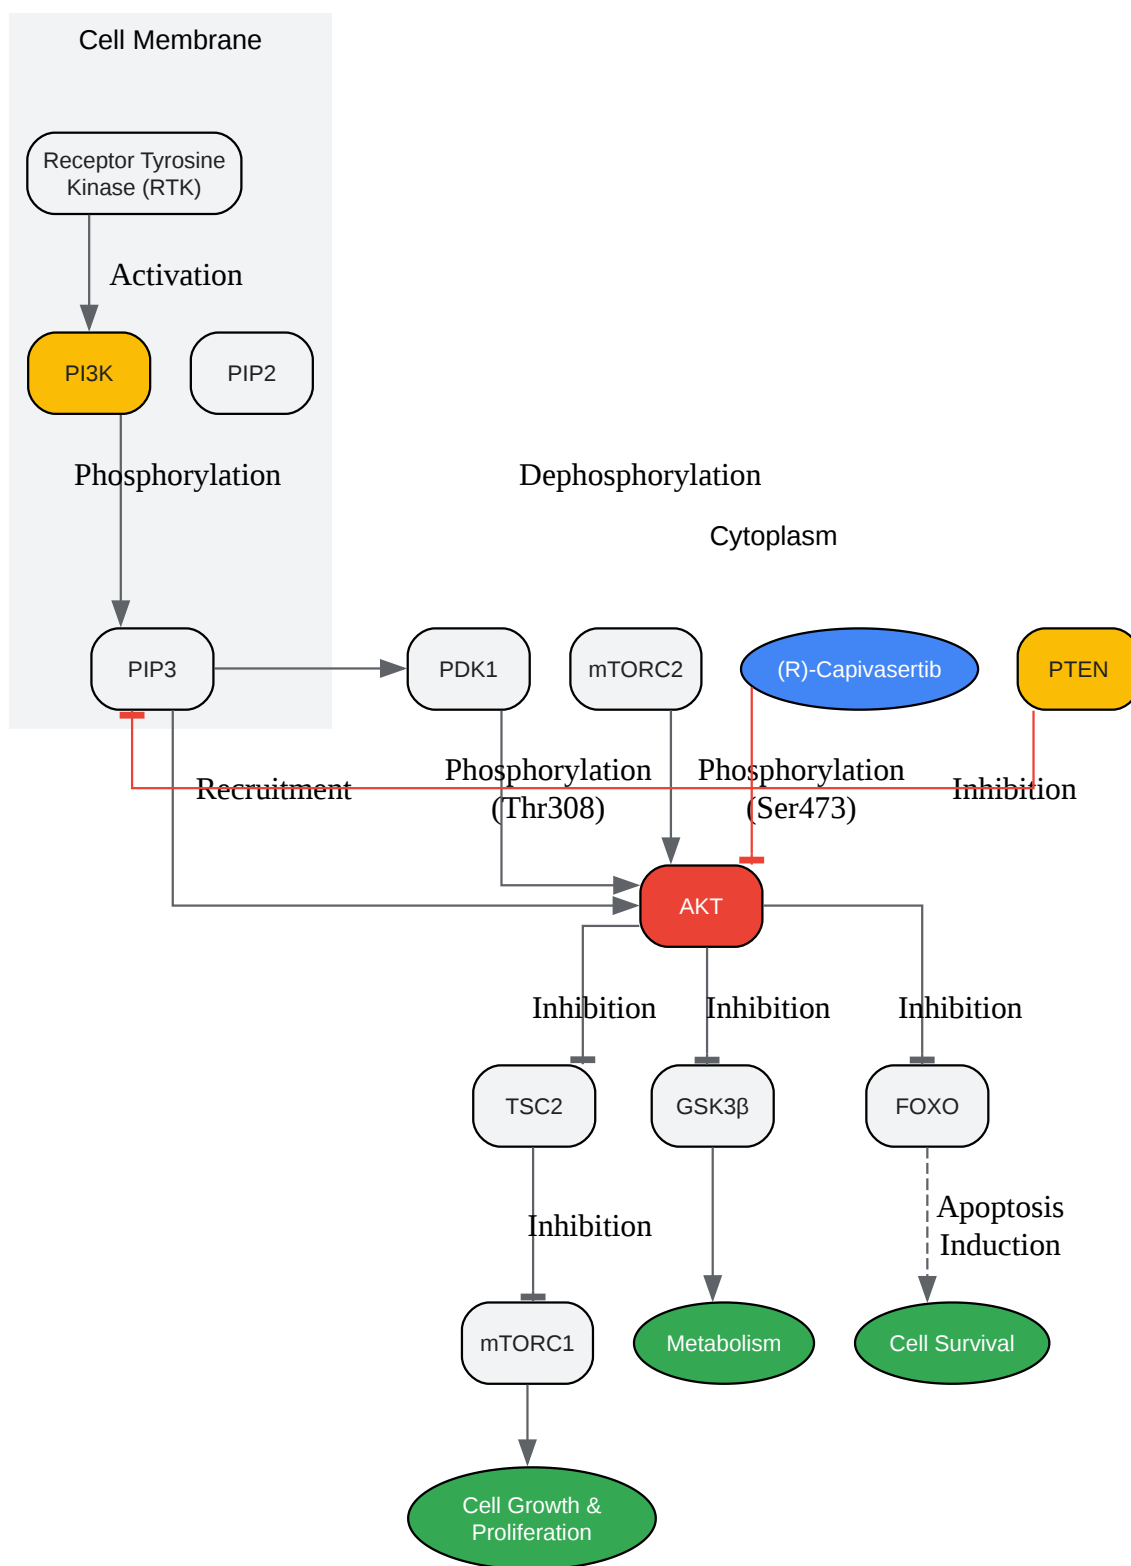 Cell Membrane
Receptor Tyrosine
Kinase (RTK)
Activation
PI3K
PIP2
Phosphorylation
Dephosphorylation
Cytoplasm
PIP3
PDK1
mTORC2
(R)-Capivasertib
PTEN
Recruitment
Phosphorylation
(Thr308)
Phosphorylation
(Ser473)
Inhibition
AKT
Inhibition
Inhibition
Inhibition
TSC2
GSK3β
FOXO
Inhibition
Apoptosis
Induction
mTORC1
Metabolism
Cell Survival
Cell Growth &
Proliferation